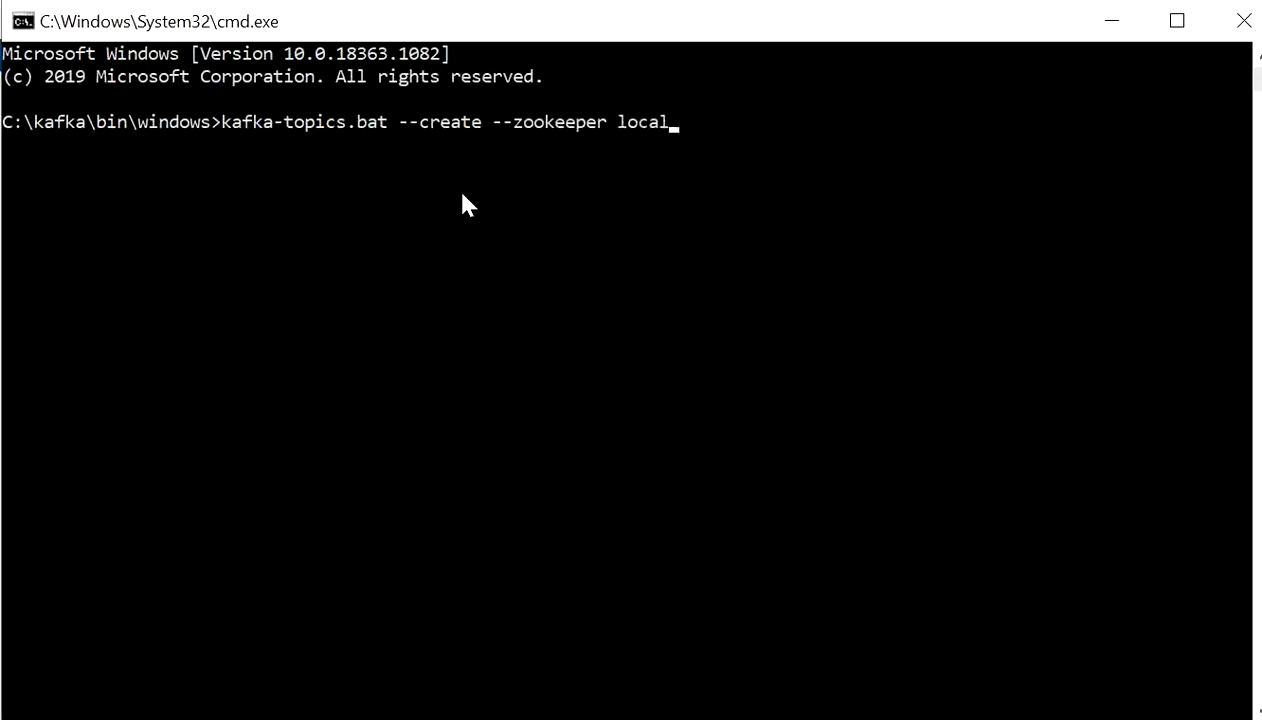 C:\Windows\System32\cmd.exe
Microsoft Windows [Version 10.0.18363.1082]
(c) 2019 Microsoft Corporation. All rights reserved.
C:\kafka\bin\windows>kafka-topics.bat --create --zookeeper local